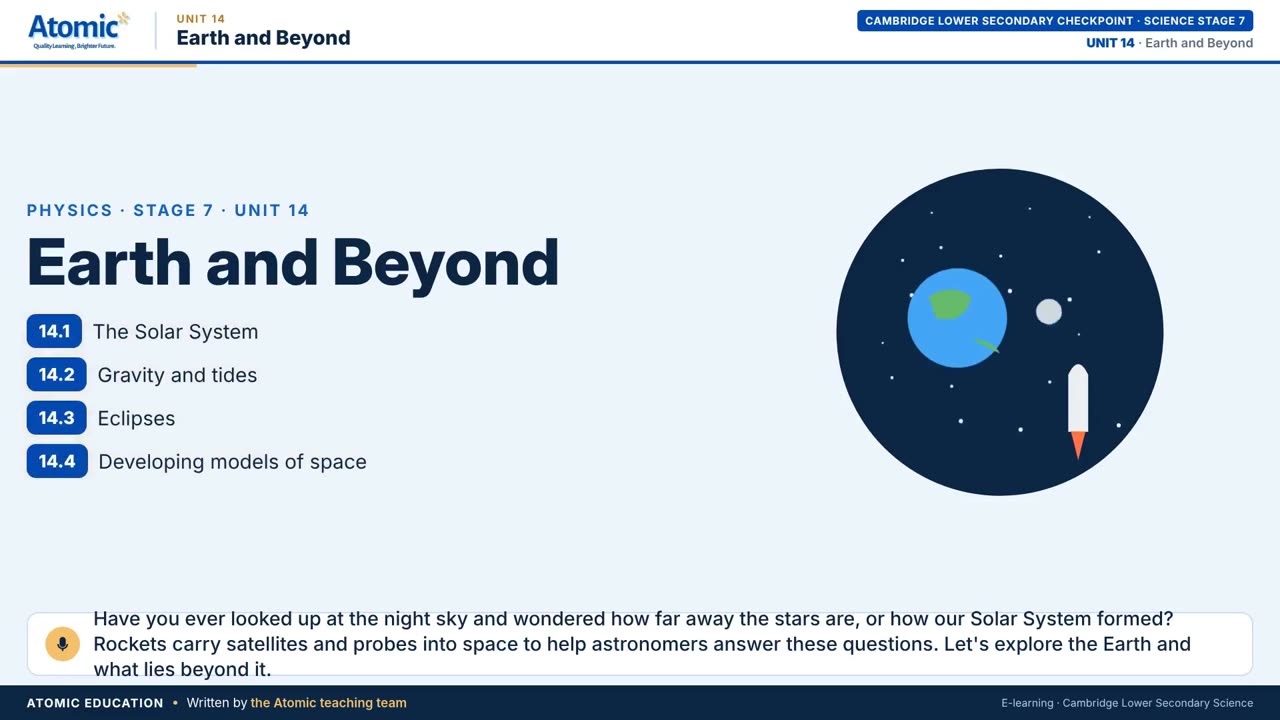 Atomic
Quality Learning, Brighter Future.
UNIT 14
Earth and Beyond
CAMBRIDGE LOWER SECONDARY CHECKPOINT · SCIENCE STAGE 7
UNIT 14 · Earth and Beyond
PHYSICS · STAGE 7 · UNIT 14
Earth and Beyond
14.1 The Solar System
14.2 Gravity and tides
14.3 Eclipses
14.4 Developing models of space
Have you ever looked up at the night sky and wondered how far away the stars are, or how our Solar System formed?
Rockets carry satellites and probes into space to help astronomers answer these questions. Let's explore the Earth and
what lies beyond it.
ATOMIC EDUCATION • Written by the Atomic teaching team
E-learning · Cambridge Lower Secondary Science